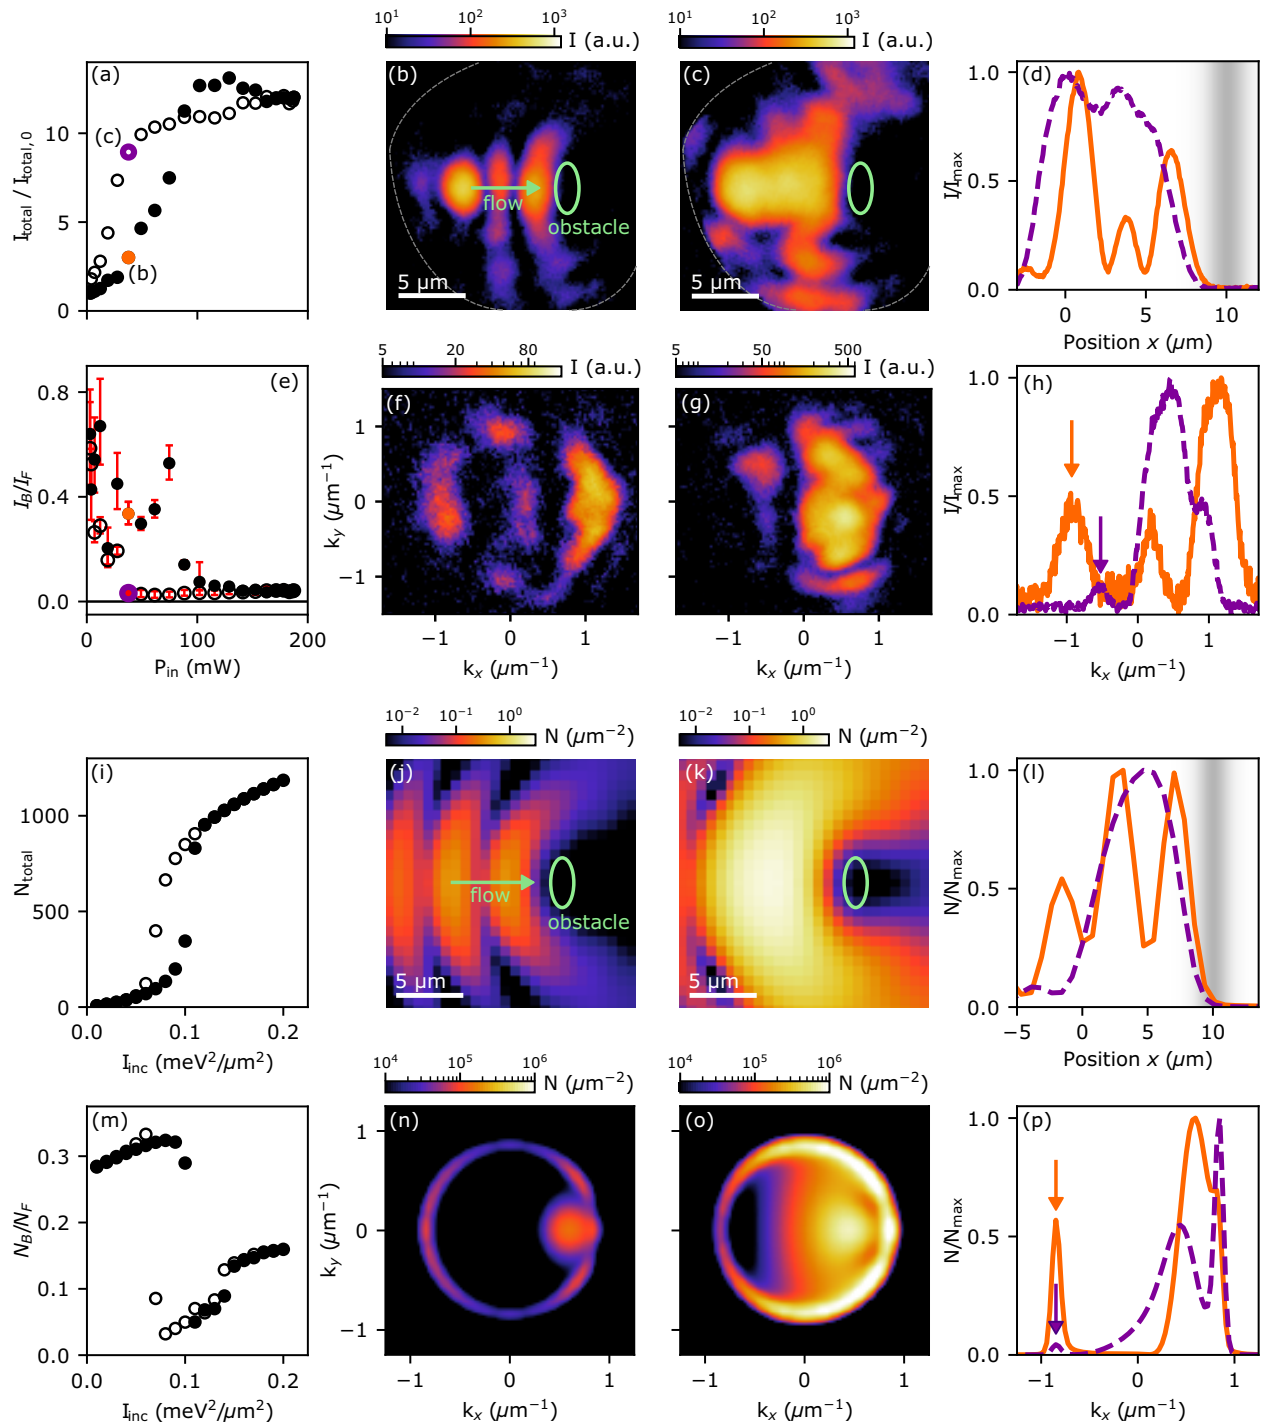 10¹ 10² 10³ I (a.u.)
10¹ 10² 10³ I (a.u.)
(a)
I_total / I_total,0
10
5
0
(c)
(b)
(b)
flow
obstacle
5 µm
(c)
5 µm
(d)
I/I_max
1.0
0.5
0.0
0 5 10
Position x (µm)
5 20 80 I (a.u.)
5 50 500 I (a.u.)
(e)
I_B/I_F
0.8
0.4
0.0
0 100 200
P_in (mW)
(f)
k_y (µm⁻¹)
1
0
−1
−1 0 1
k_x (µm⁻¹)
(g)
−1 0 1
k_x (µm⁻¹)
(h)
I/I_max
1.0
0.5
0.0
−1 0 1
k_x (µm⁻¹)
10⁻² 10⁻¹ 10⁰ N (µm⁻²)
10⁻² 10⁻¹ 10⁰ N (µm⁻²)
(i)
N_total
1000
500
0
0.0 0.1 0.2
I_inc (meV²/µm²)
(j)
flow
obstacle
5 µm
(k)
5 µm
(l)
N/N_max
1.0
0.5
0.0
−5 0 5 10
Position x (µm)
10⁴ 10⁵ 10⁶ N (µm⁻²)
10⁴ 10⁵ 10⁶ N (µm⁻²)
(m)
N_B/N_F
0.3
0.2
0.1
0.0
0.0 0.1 0.2
I_inc (meV²/µm²)
(n)
k_y (µm⁻¹)
1
0
−1
−1 0 1
k_x (µm⁻¹)
(o)
−1 0 1
k_x (µm⁻¹)
(p)
N/N_max
1.0
0.5
0.0
−1 0 1
k_x (µm⁻¹)